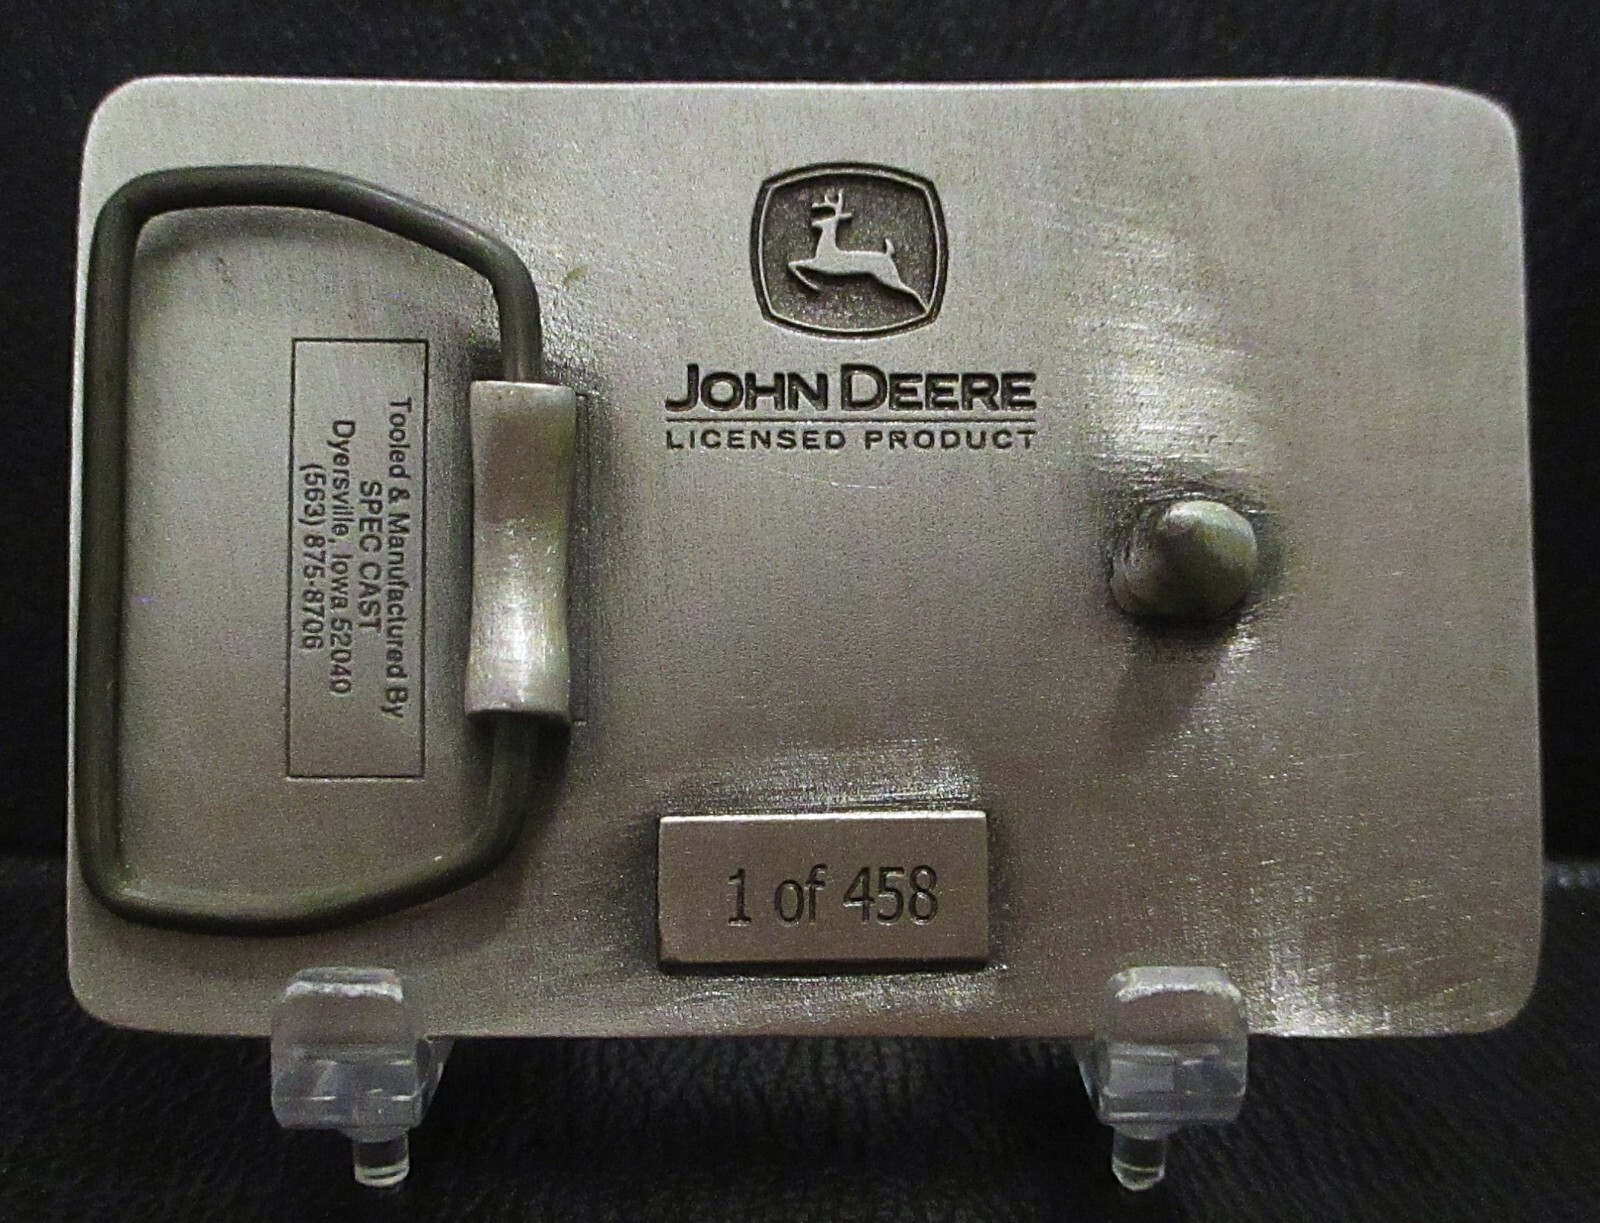 JOHN DEERE
LICENSED PRODUCT
Tooled & Manufactured By
SPEC CAST
Dyersville, Iowa 52040
(563) 875-8706
1 of 458